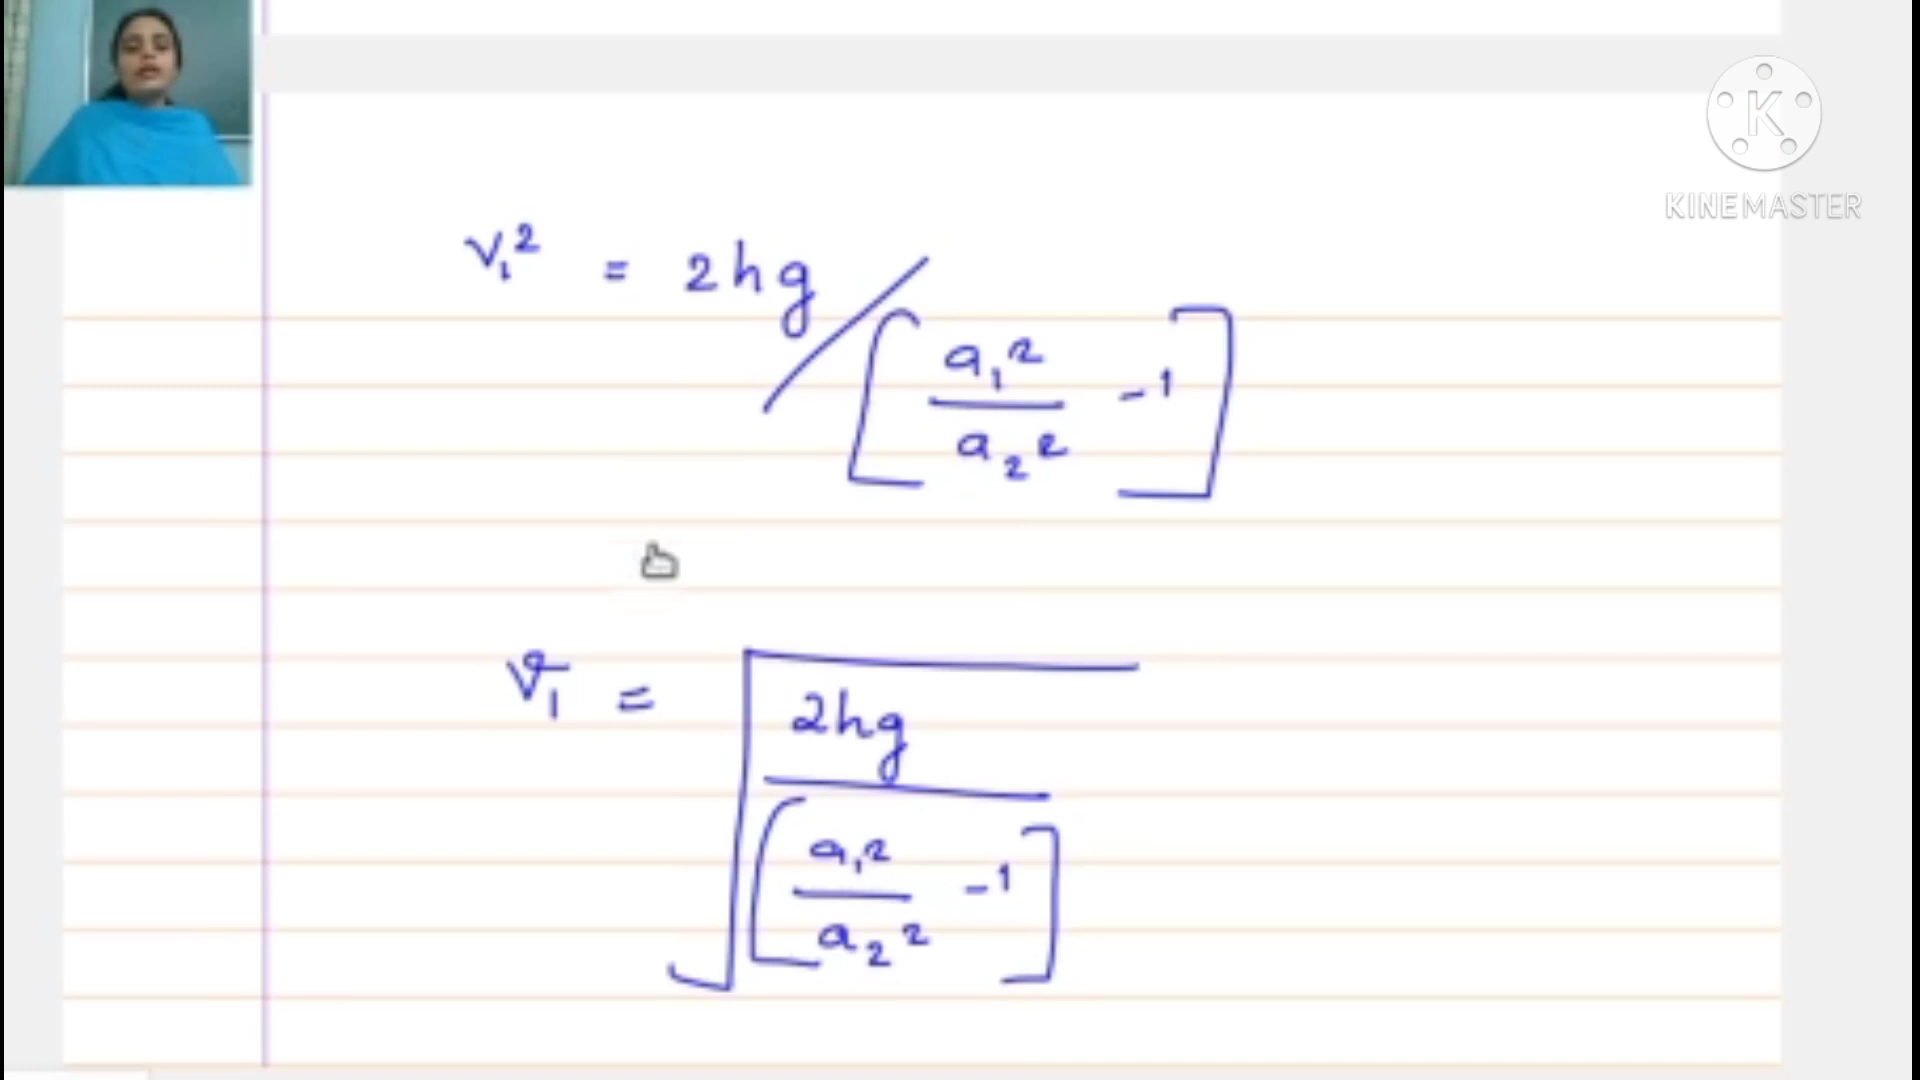 K
KINEMASTER
v₁² = 2hg / [a₁²/a₂² - 1]
v₁ = √(2hg / [a₁²/a₂² - 1])